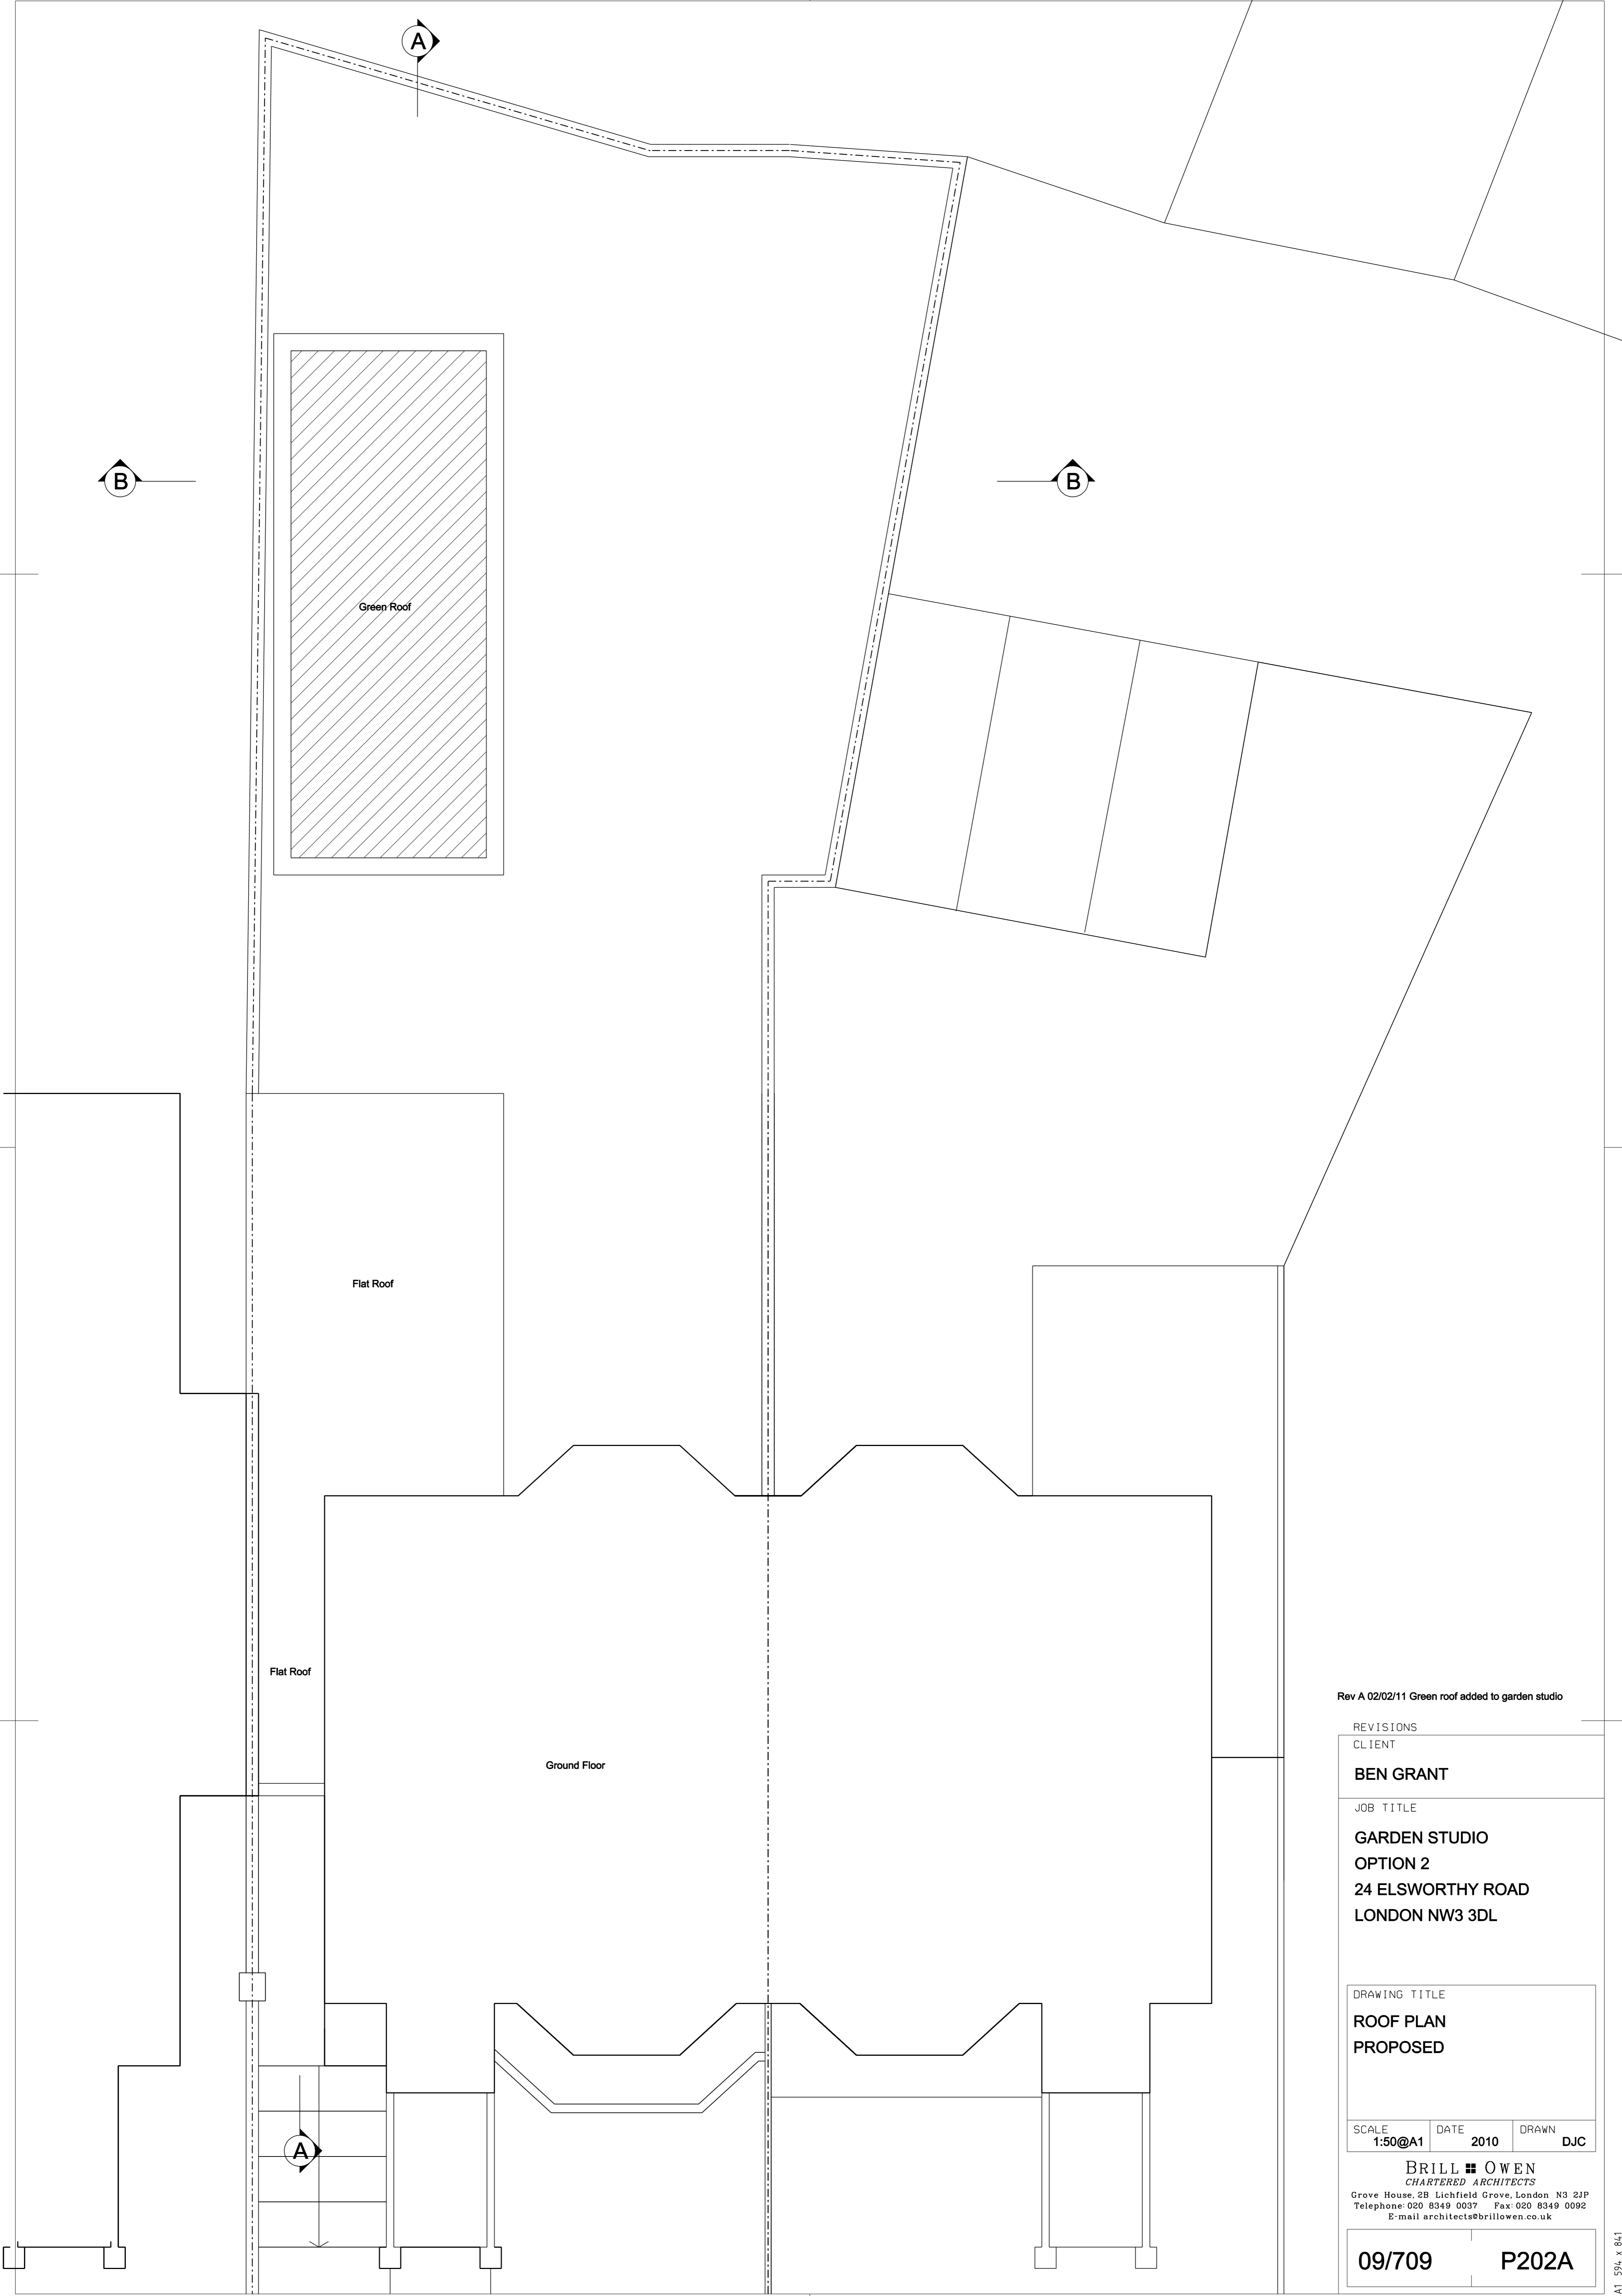 A
B
B
Green Roof
Flat Roof
Flat Roof
Ground Floor
A
Rev A 02/02/11 Green roof added to garden studio
REVISIONS
CLIENT
BEN GRANT
JOB TITLE
GARDEN STUDIO
OPTION 2
24 ELSWORTHY ROAD
LONDON NW3 3DL
DRAWING TITLE
ROOF PLAN
PROPOSED
SCALE DATE DRAWN
1:50@A1 2010 DJC
BRILL OWEN
CHARTERED ARCHITECTS
Grove House, 2B Lichfield Grove, London N3 2JP
Telephone: 020 8349 0037 Fax: 020 8349 0092
E-mail architects@brillowen.co.uk
09/709 P202A
A1 594 x 841